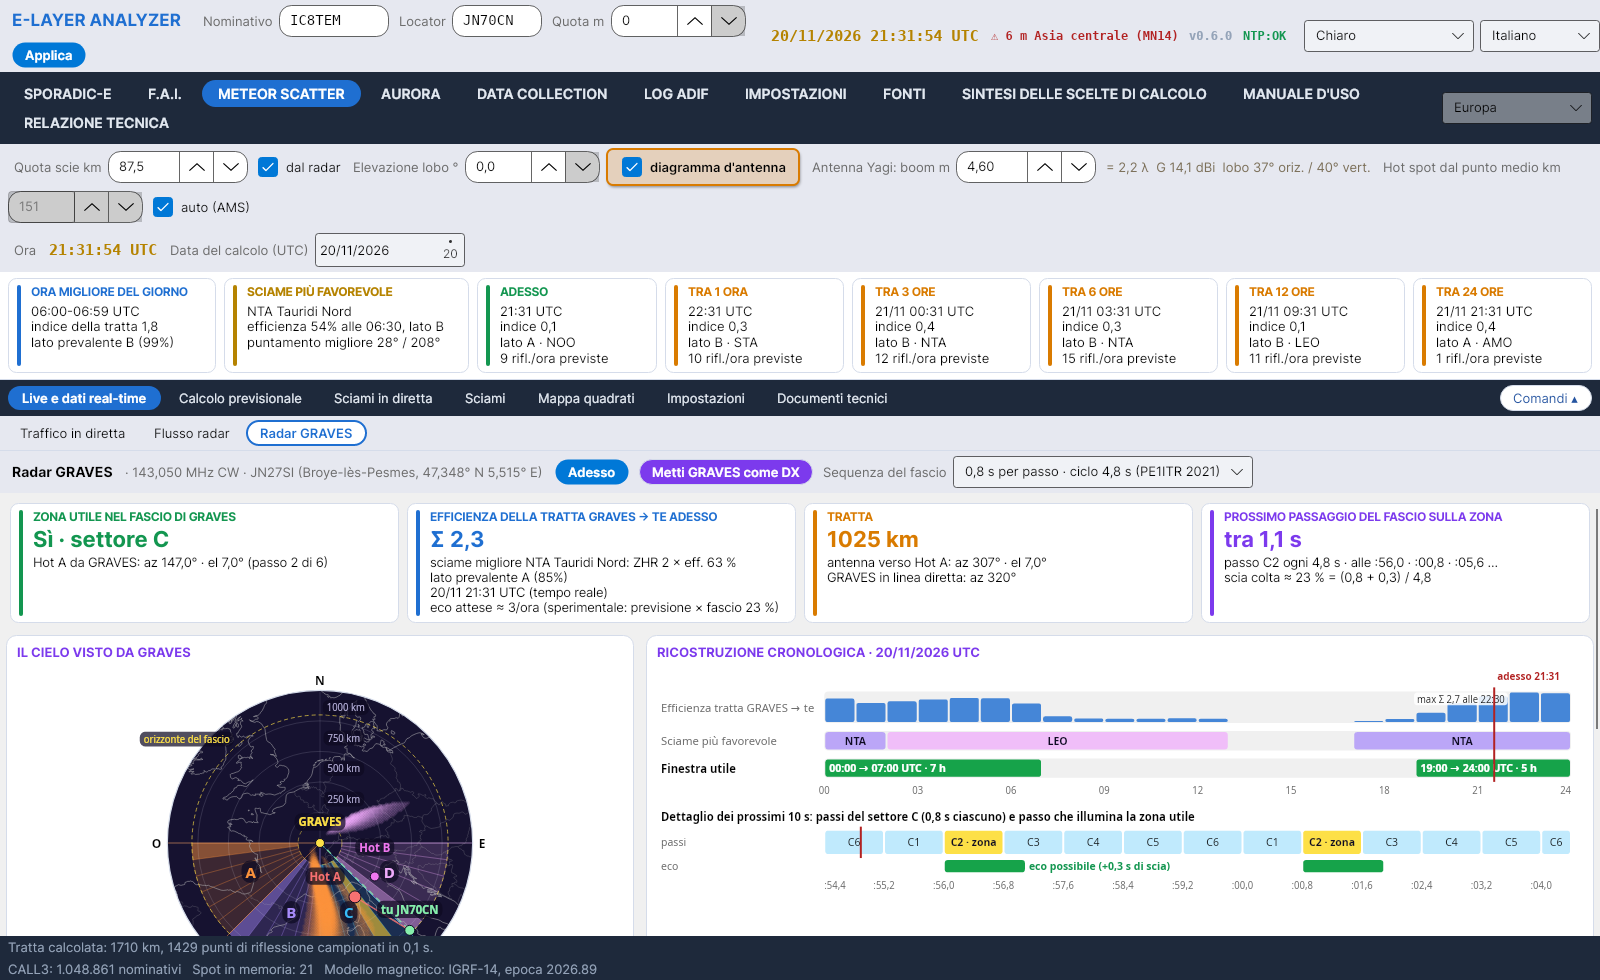 E-LAYER ANALYZER Nominativo IC8TEM Locator JN70CN Quota m 0
Applica
20/11/2026 21:31:54 UTC ⚠ 6 m Asia centrale (MN14) v0.6.0 NTP:OK Chiaro Italiano
SPORADIC-E F.A.I. METEOR SCATTER AURORA DATA COLLECTION LOG ADIF IMPOSTAZIONI FONTI SINTESI DELLE SCELTE DI CALCOLO MANUALE D'USO
RELAZIONE TECNICA
Europa
Quota scie km 87,5 dal radar Elevazione lobo ° 0,0 diagramma d'antenna Antenna Yagi: boom m 4,60 = 2,2 λ G 14,1 dBi lobo 37° oriz. / 40° vert. Hot spot dal punto medio km
151 auto (AMS)
Ora 21:31:54 UTC Data del calcolo (UTC) 20/11/2026 20
ORA MIGLIORE DEL GIORNO
06:00-06:59 UTC
indice della tratta 1,8
lato prevalente B (99%)
SCIAME PIÙ FAVOREVOLE
NTA Tauridi Nord
efficienza 54% alle 06:30, lato B
puntamento migliore 28° / 208°
ADESSO
21:31 UTC
indice 0,1
lato A · NOO
9 rifl./ora previste
TRA 1 ORA
22:31 UTC
indice 0,3
lato B · STA
10 rifl./ora previste
TRA 3 ORE
21/11 00:31 UTC
indice 0,4
lato B · NTA
12 rifl./ora previste
TRA 6 ORE
21/11 03:31 UTC
indice 0,3
lato B · NTA
15 rifl./ora previste
TRA 12 ORE
21/11 09:31 UTC
indice 0,1
lato B · LEO
11 rifl./ora previste
TRA 24 ORE
21/11 21:31 UTC
indice 0,4
lato A · AMO
1 rifl./ora previste
Live e dati real-time Calcolo previsionale Sciami in diretta Sciami Mappa quadrati Impostazioni Documenti tecnici Comandi ▴
Traffico in diretta Flusso radar Radar GRAVES
Radar GRAVES · 143,050 MHz CW · JN27SI (Broye-lès-Pesmes, 47,348° N 5,515° E) Adesso Metti GRAVES come DX Sequenza del fascio 0,8 s per passo · ciclo 4,8 s (PE1ITR 2021)
ZONA UTILE NEL FASCIO DI GRAVES
Sì · settore C
Hot A da GRAVES: az 147,0° · el 7,0° (passo 2 di 6)
EFFICIENZA DELLA TRATTA GRAVES → TE ADESSO
Σ 2,3
sciame migliore NTA Tauridi Nord: ZHR 2 × eff. 63 %
lato prevalente A (85%)
20/11 21:31 UTC (tempo reale)
eco attese ≈ 3/ora (sperimentale: previsione × fascio 23 %)
TRATTA
1025 km
antenna verso Hot A: az 307° · el 7,0°
GRAVES in linea diretta: az 320°
PROSSIMO PASSAGGIO DEL FASCIO SULLA ZONA
tra 1,1 s
passo C2 ogni 4,8 s · alle :56,0 · :00,8 · :05,6 ...
scia colta ≈ 23 % = (0,8 + 0,3) / 4,8
IL CIELO VISTO DA GRAVES
N
1000 km
orizzonte del fascio
750 km
500 km
250 km
GRAVES
O
E
Hot B
Hot A
A
D
B
C
tu JN70CN
RICOSTRUZIONE CRONOLOGICA · 20/11/2026 UTC
adesso 21:31
max Σ 2,7 alle 22:30
Efficienza tratta GRAVES → te
Sciame più favorevole NTA LEO NTA
Finestra utile 00:00 → 07:00 UTC · 7 h 19:00 → 24:00 UTC · 5 h
00 03 06 09 12 15 18 21 24
Dettaglio dei prossimi 10 s: passi del settore C (0,8 s ciascuno) e passo che illumina la zona utile
passi C6 C1 C2 · zona C3 C4 C5 C6 C1 C2 · zona C3 C4 C5 C6
eco eco possibile (+0,3 s di scia)
:54,4 :55,2 :56,0 :56,8 :57,6 :58,4 :59,2 :00,0 :00,8 :01,6 :02,4 :03,2 :04,0
Tratta calcolata: 1710 km, 1429 punti di riflessione campionati in 0,1 s.
CALL3: 1.048.861 nominativi Spot in memoria: 21 Modello magnetico: IGRF-14, epoca 2026.89